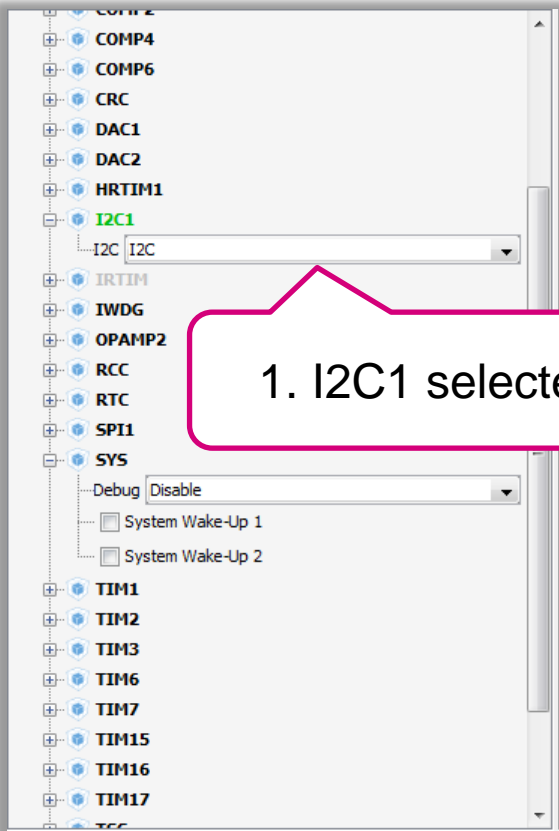 COMP2
COMP4
COMP6
CRC
DAC1
DAC2
HRTIM1
I2C1
I2C I2C
IRTIM
IWDG
OPAMP2
RCC
1. I2C1 selecte
RTC
SPI1
SYS
Debug Disable
System Wake-Up 1
System Wake-Up 2
TIM1
TIM2
TIM3
TIM6
TIM7
TIM15
TIM16
TIM17